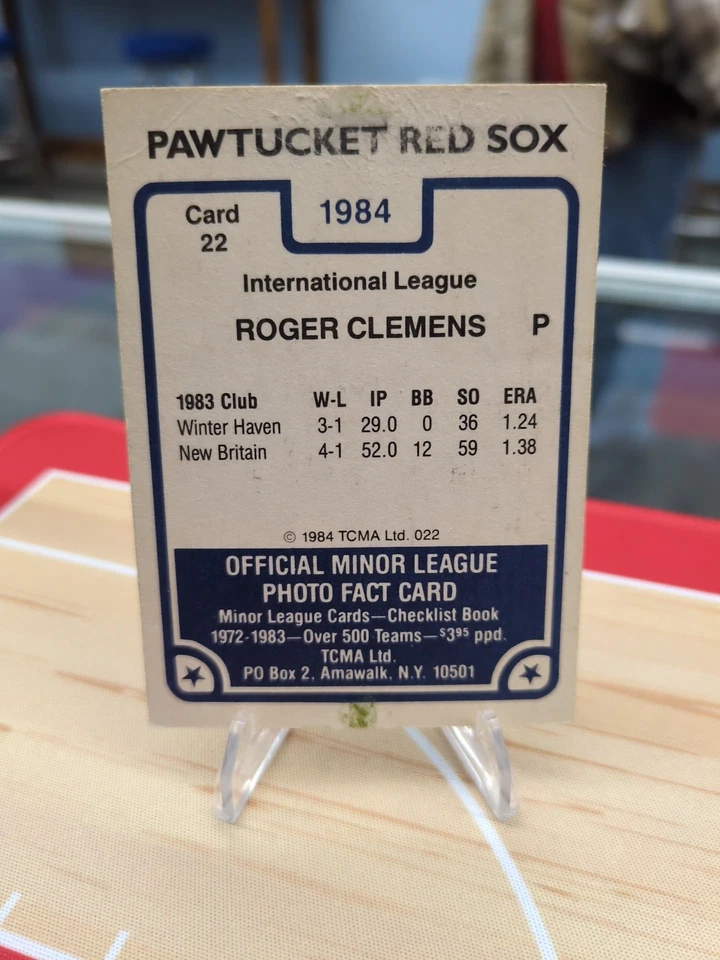 PAWTUCKET RED SOX
Card 22
1984
International League
ROGER CLEMENS P
1983 Club W-L IP BB SO ERA
Winter Haven 3-1 29.0 0 36 1.24
New Britain 4-1 52.0 12 59 1.38
© 1984 TCMA Ltd. 022
OFFICIAL MINOR LEAGUE
PHOTO FACT CARD
Minor League Cards—Checklist Book
1972-1983—Over 500 Teams—$3.95 ppd.
TCMA Ltd.
PO Box 2, Amawalk, N.Y. 10501